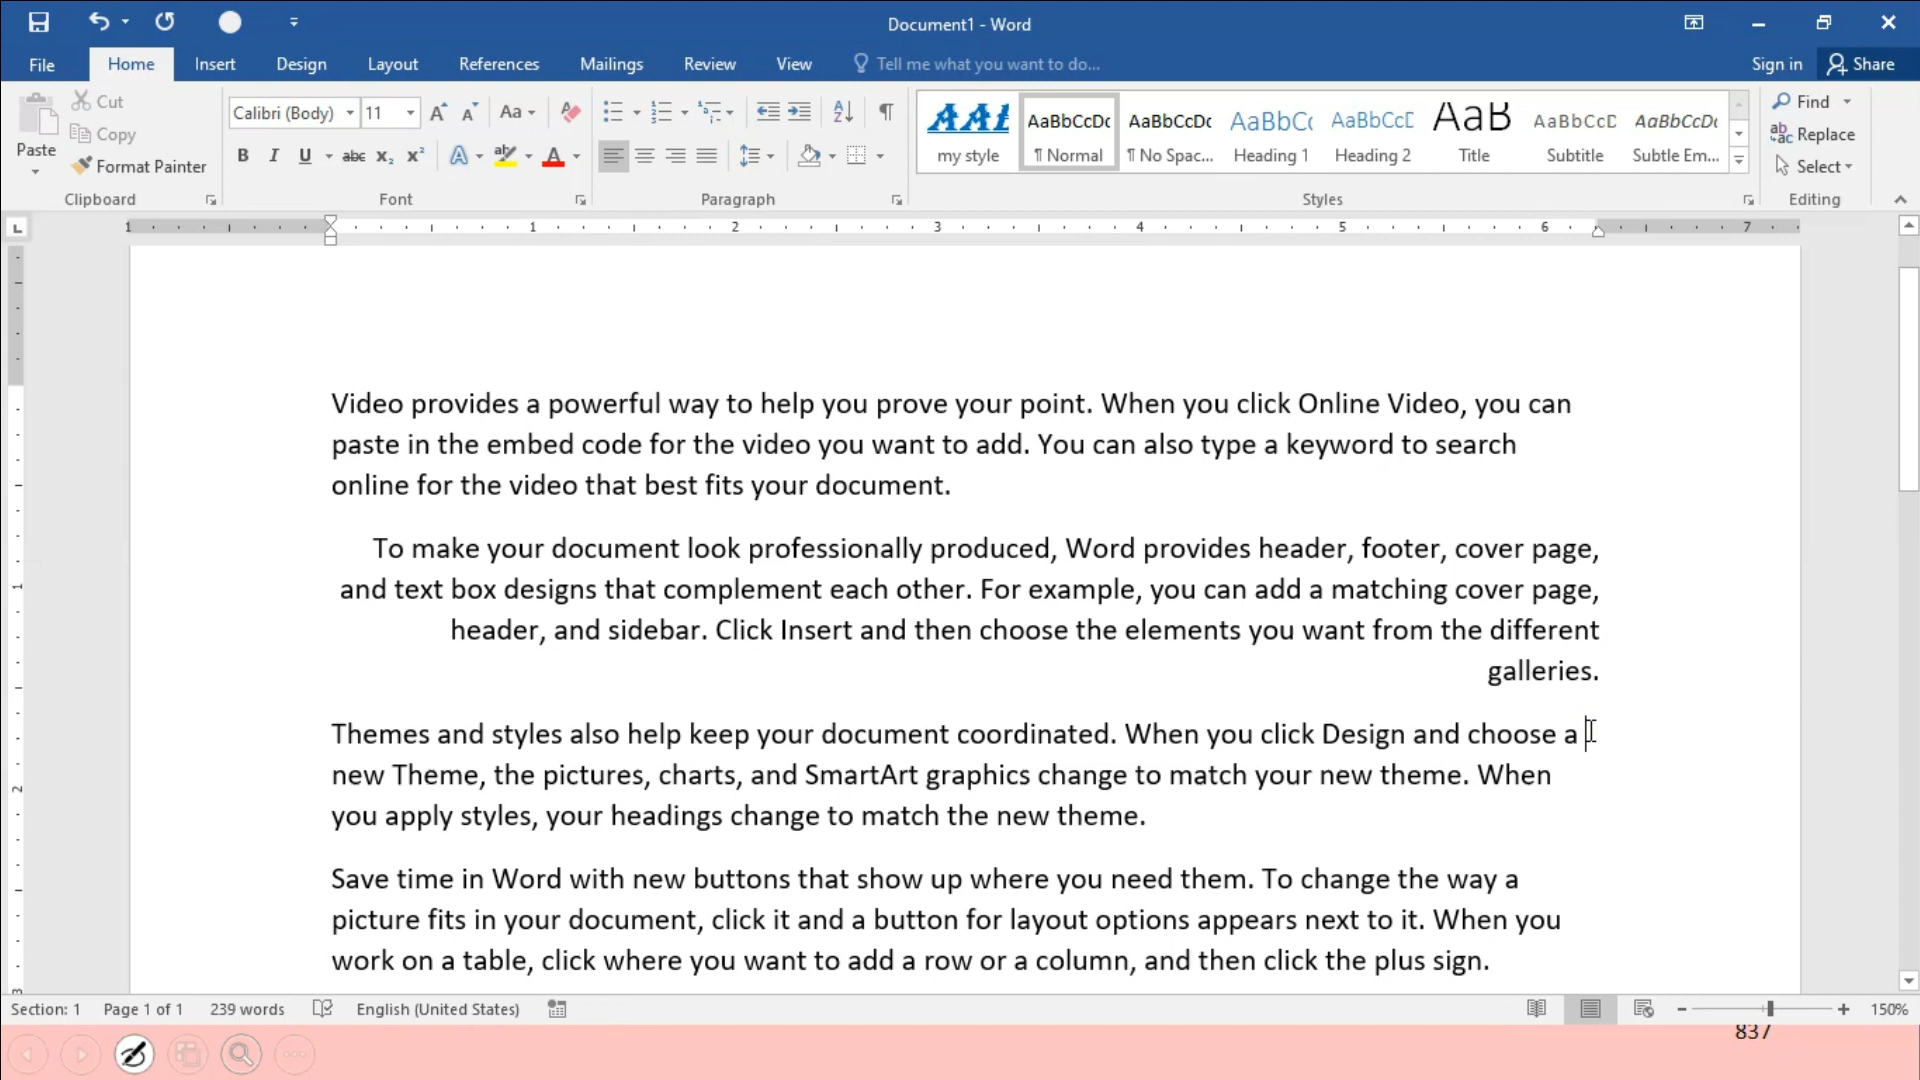 Document1 - Word
File Home Insert Design Layout References Mailings Review View Tell me what you want to do... Sign in Share
Paste Cut Copy Format Painter
Clipboard
Calibri (Body) 11
Font
Paragraph
AaBbCcDc AaBbCcDc AaBbCc AaBbCcD AaB AaBbCcD AaBbCcDc
my style ¶ Normal ¶ No Spac... Heading 1 Heading 2 Title Subtitle Subtle Em...
Styles
Find
Replace
Select
Editing
1 1 2 3 4 5 6 7
Video provides a powerful way to help you prove your point. When you click Online Video, you can
paste in the embed code for the video you want to add. You can also type a keyword to search
online for the video that best fits your document.
To make your document look professionally produced, Word provides header, footer, cover page,
and text box designs that complement each other. For example, you can add a matching cover page,
header, and sidebar. Click Insert and then choose the elements you want from the different
galleries.
Themes and styles also help keep your document coordinated. When you click Design and choose a
new Theme, the pictures, charts, and SmartArt graphics change to match your new theme. When
you apply styles, your headings change to match the new theme.
Save time in Word with new buttons that show up where you need them. To change the way a
picture fits in your document, click it and a button for layout options appears next to it. When you
work on a table, click where you want to add a row or a column, and then click the plus sign.
Section: 1 Page 1 of 1 239 words English (United States) 150%
837